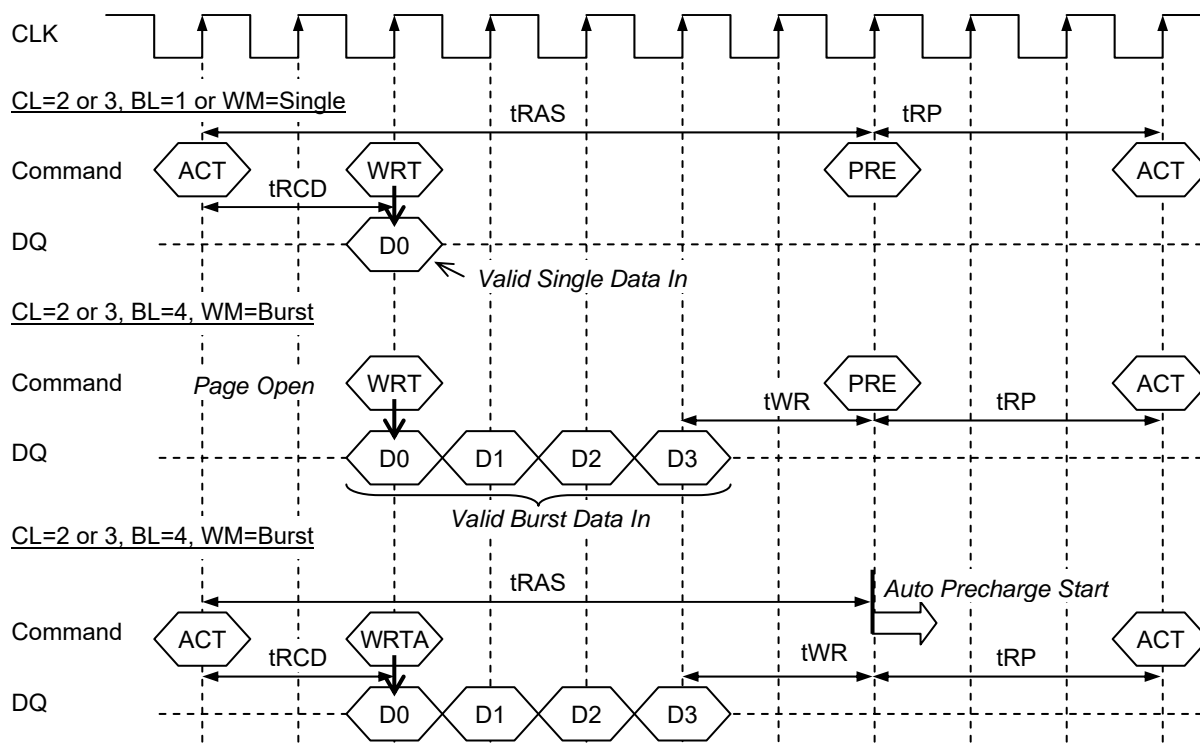 CLK
CL=2 or 3, BL=1 or WM=Single
tRAS tRP
Command ACT WRT PRE ACT
tRCD
DQ D0
Valid Single Data In
CL=2 or 3, BL=4, WM=Burst
Command Page Open WRT PRE ACT
tWR tRP
DQ D0 D1 D2 D3
Valid Burst Data In
CL=2 or 3, BL=4, WM=Burst
tRAS Auto Precharge Start
Command ACT WRTA ACT
tRCD tWR tRP
DQ D0 D1 D2 D3